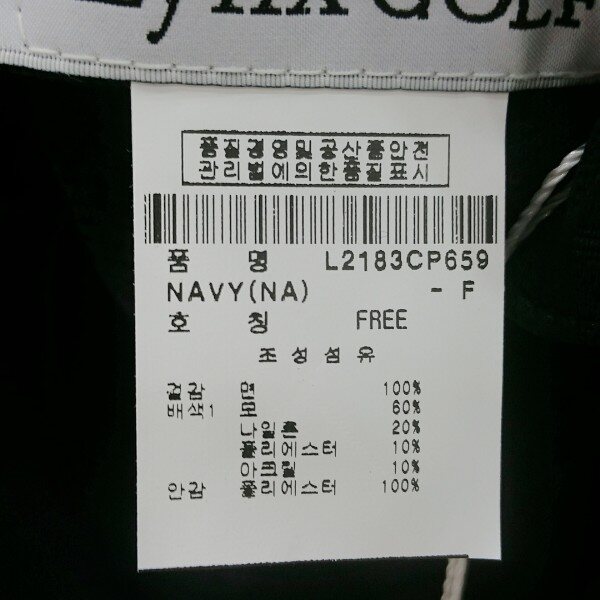 HA GOLF
품질경영및공산품안전
관리법에의한품질표시
품 명 L2183CP659
NAVY(NA) - F
호 칭 FREE
조성섬유
겉감 면 100%
배색1 모 60%
나일론 20%
폴리에스터 10%
아크릴 10%
안감 폴리에스터 100%